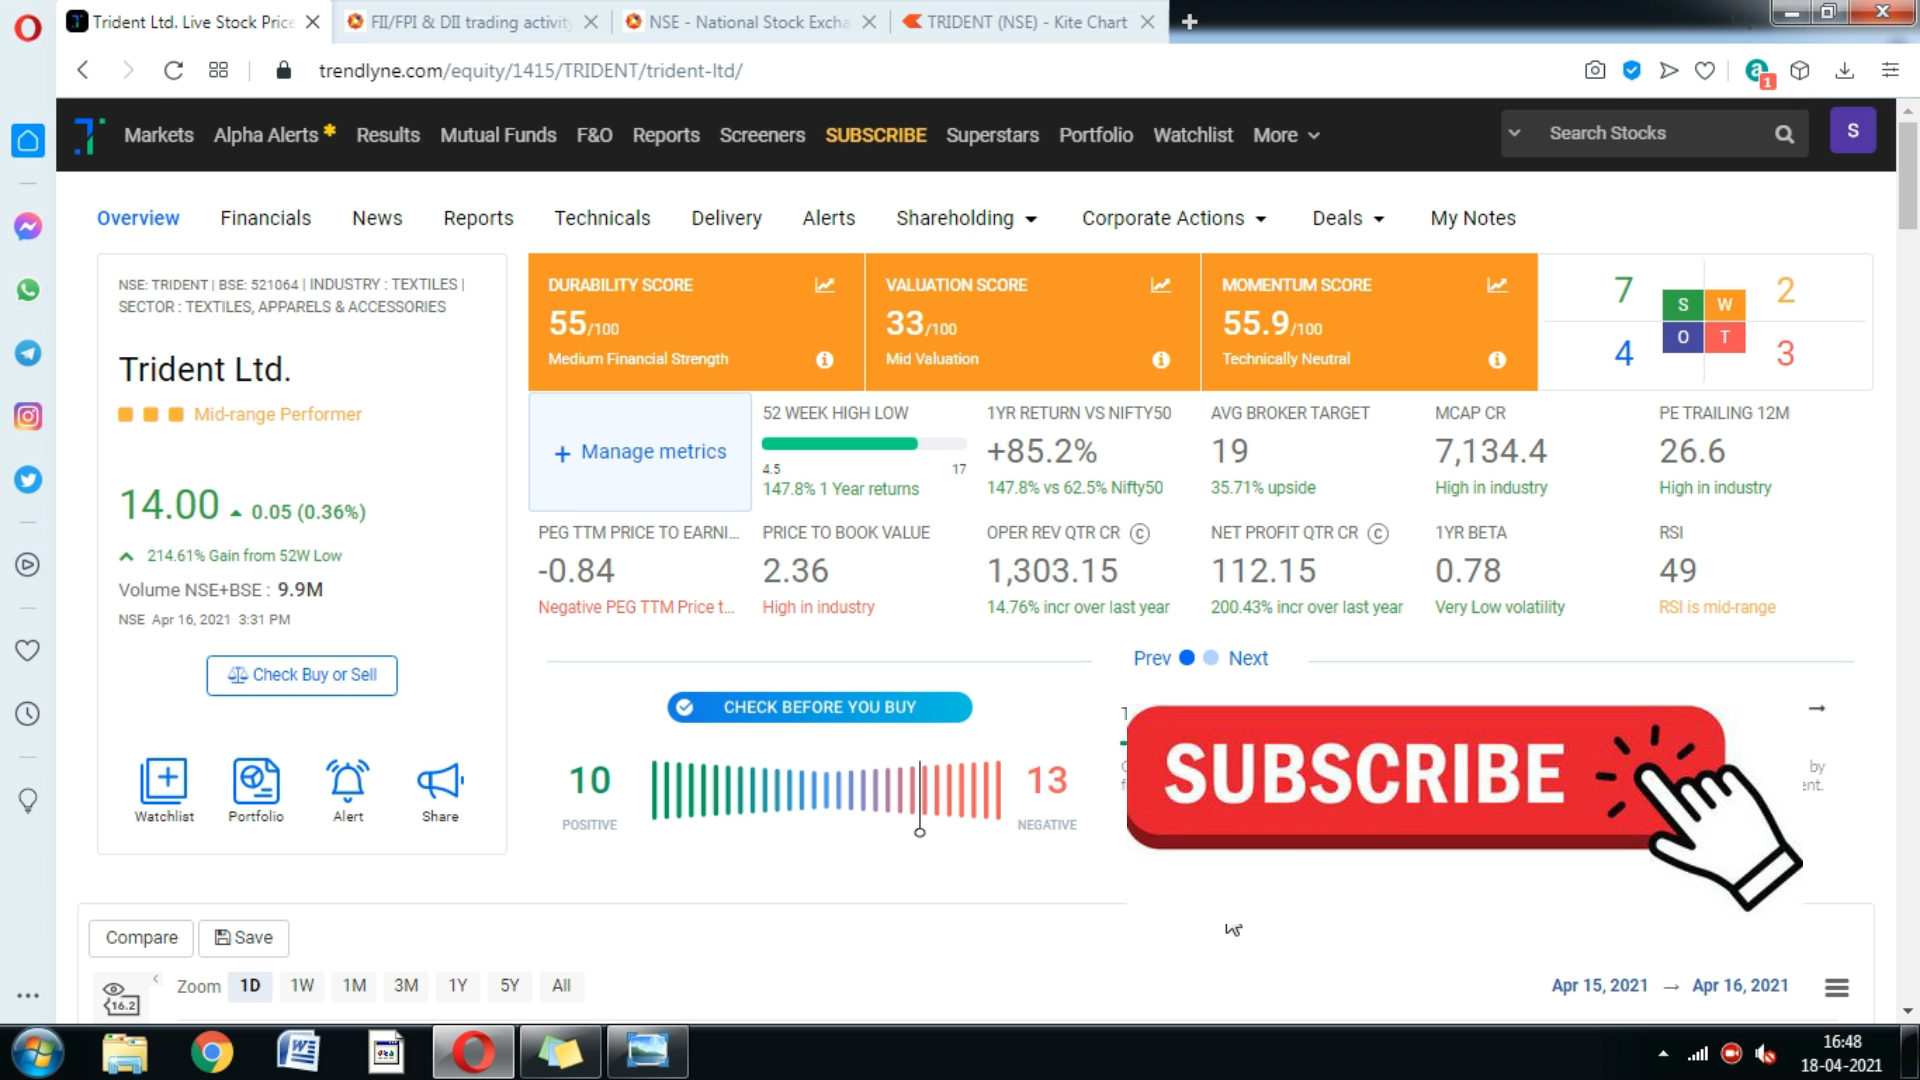 Trident Ltd. Live Stock Price
FII/FPI & DII trading activity
NSE - National Stock Excha
TRIDENT (NSE) - Kite Chart
trendlyne.com/equity/1415/TRIDENT/trident-ltd/
1
Markets Alpha Alerts Results Mutual Funds F&O Reports Screeners SUBSCRIBE Superstars Portfolio Watchlist More
Search Stocks
S
Overview Financials News Reports Technicals Delivery Alerts Shareholding Corporate Actions Deals My Notes
NSE: TRIDENT | BSE: 521064 | INDUSTRY : TEXTILES |
SECTOR : TEXTILES, APPARELS & ACCESSORIES
Trident Ltd.
Mid-range Performer
14.00 0.05 (0.36%)
214.61% Gain from 52W Low
Volume NSE+BSE : 9.9M
NSE Apr 16, 2021 3:31 PM
Check Buy or Sell
Watchlist Portfolio Alert Share
DURABILITY SCORE
55/100
Medium Financial Strength
VALUATION SCORE
33/100
Mid Valuation
MOMENTUM SCORE
55.9/100
Technically Neutral
7 S W 2
4 O T 3
+ Manage metrics
52 WEEK HIGH LOW
4.5 17
147.8% 1 Year returns
1YR RETURN VS NIFTY50
+85.2%
147.8% vs 62.5% Nifty50
AVG BROKER TARGET
19
35.71% upside
MCAP CR
7,134.4
High in industry
PE TRAILING 12M
26.6
High in industry
PEG TTM PRICE TO EARNI...
-0.84
Negative PEG TTM Price t...
PRICE TO BOOK VALUE
2.36
High in industry
OPER REV QTR CR C
1,303.15
14.76% incr over last year
NET PROFIT QTR CR C
112.15
200.43% incr over last year
1YR BETA
0.78
Very Low volatility
RSI
49
RSI is mid-range
Prev Next
CHECK BEFORE YOU BUY
10
POSITIVE
13
NEGATIVE
SUBSCRIBE
by
ent.
Compare Save
16.2
Zoom 1D 1W 1M 3M 1Y 5Y All
Apr 15, 2021 → Apr 16, 2021
16:48
18-04-2021